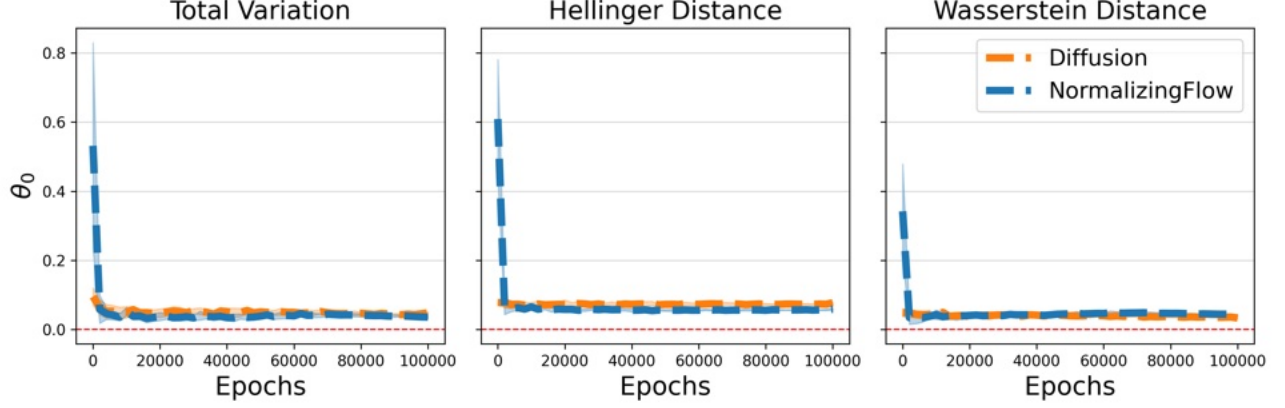 Total Variation Hellinger Distance Wasserstein Distance
0.8
0.6
0.4
0.2
0.0
θ0
Diffusion
NormalizingFlow
0 20000 40000 60000 80000 100000 0 20000 40000 60000 80000 100000 0 20000 40000 60000 80000 100000
Epochs Epochs Epochs